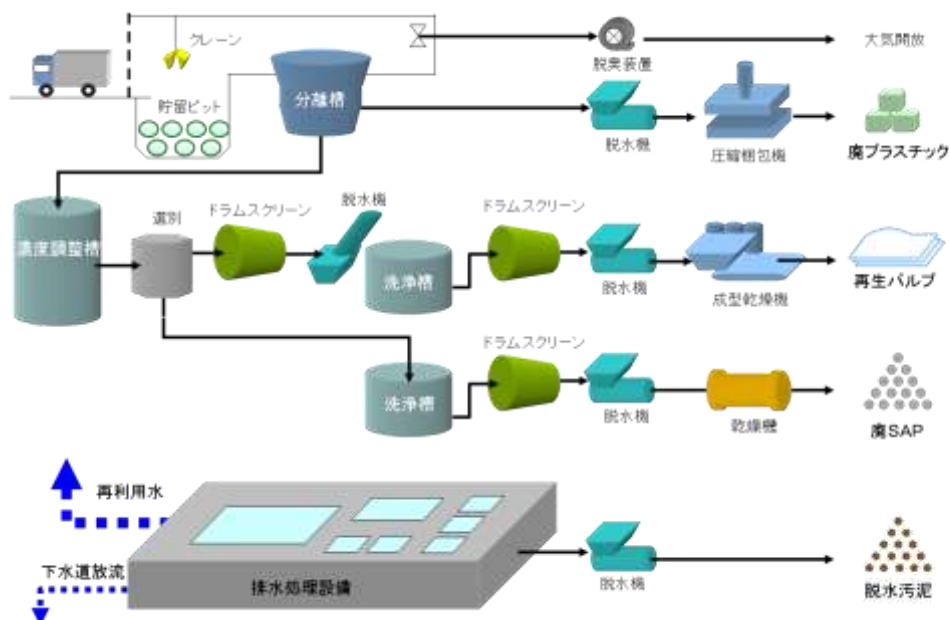 クレーン
脱臭装置
大気開放
貯留ピット
分離槽
脱水機
圧縮梱包機
廃プラスチック
濃度調整槽
選別
ドラムスクリーン
脱水機
洗浄槽
ドラムスクリーン
脱水機
成型乾燥機
再生パルプ
洗浄槽
ドラムスクリーン
脱水機
乾燥機
廃SAP
再利用水
下水道放流
排水処理設備
脱水機
脱水汚泥